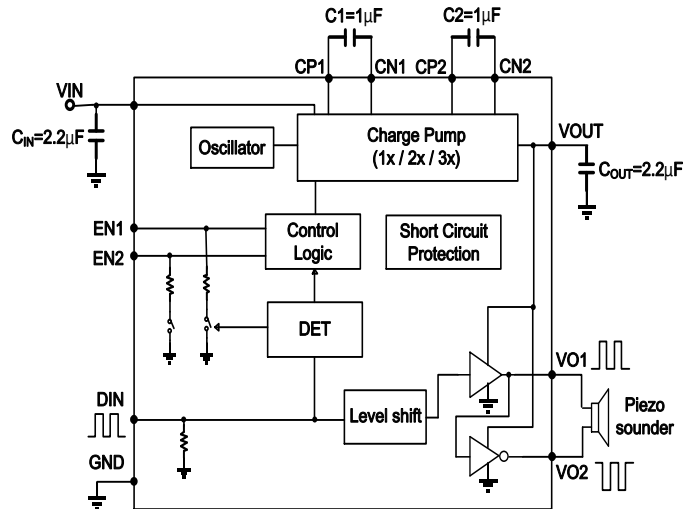 C1=1µF
C2=1µF
CP1
CN1
CP2
CN2
VIN
CIN=2.2µF
Oscillator
Charge Pump
(1x / 2x / 3x)
VOUT
COUT=2.2µF
EN1
EN2
Control
Logic
Short Circuit
Protection
DET
DIN
Level shift
VO1
Piezo
sounder
VO2
GND